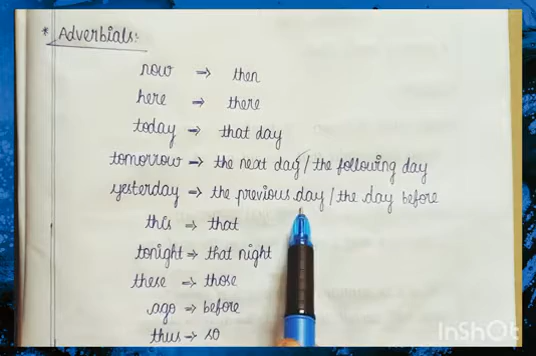 * Adverbials:
now ⇒ then
here ⇒ there
today ⇒ that day
tomorrow ⇒ the next day / the following day
yesterday ⇒ the previous day / the day before
this ⇒ that
tonight ⇒ that night
these ⇒ those
ago ⇒ before
thus ⇒ so
InShOt